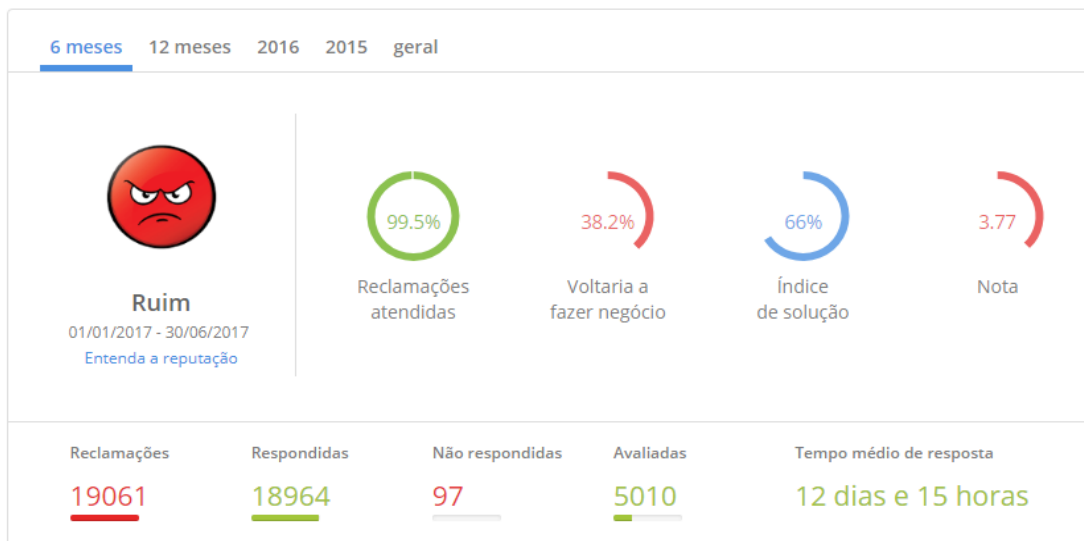 6 meses 12 meses 2016 2015 geral
99.5%
Reclamações
atendidas
38.2%
Voltaria a
fazer negócio
66%
Índice
de solução
3.77
Nota
Ruim
01/01/2017 - 30/06/2017
Entenda a reputação
Reclamações
19061
Respondidas
18964
Não respondidas
97
Avaliadas
5010
Tempo médio de resposta
12 dias e 15 horas